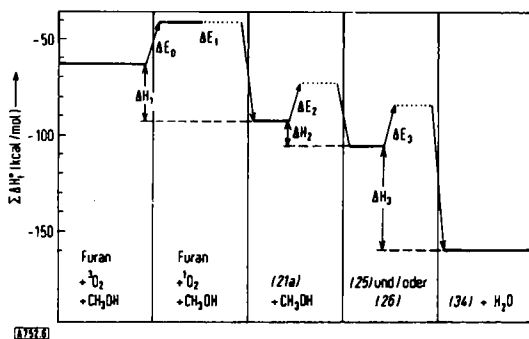 ΣΔH°f (kcal/mol) →
-50
-100
-150
ΔE₀
ΔE₁
ΔH₁
ΔE₂
ΔH₂
ΔE₃
ΔH₃
Furan
+ ³O₂
+ CH₃OH
Furan
+ ¹O₂
+ CH₃OH
(21a)
+ CH₃OH
(25) und/oder
(26)
(34) + H₂O
A752.6